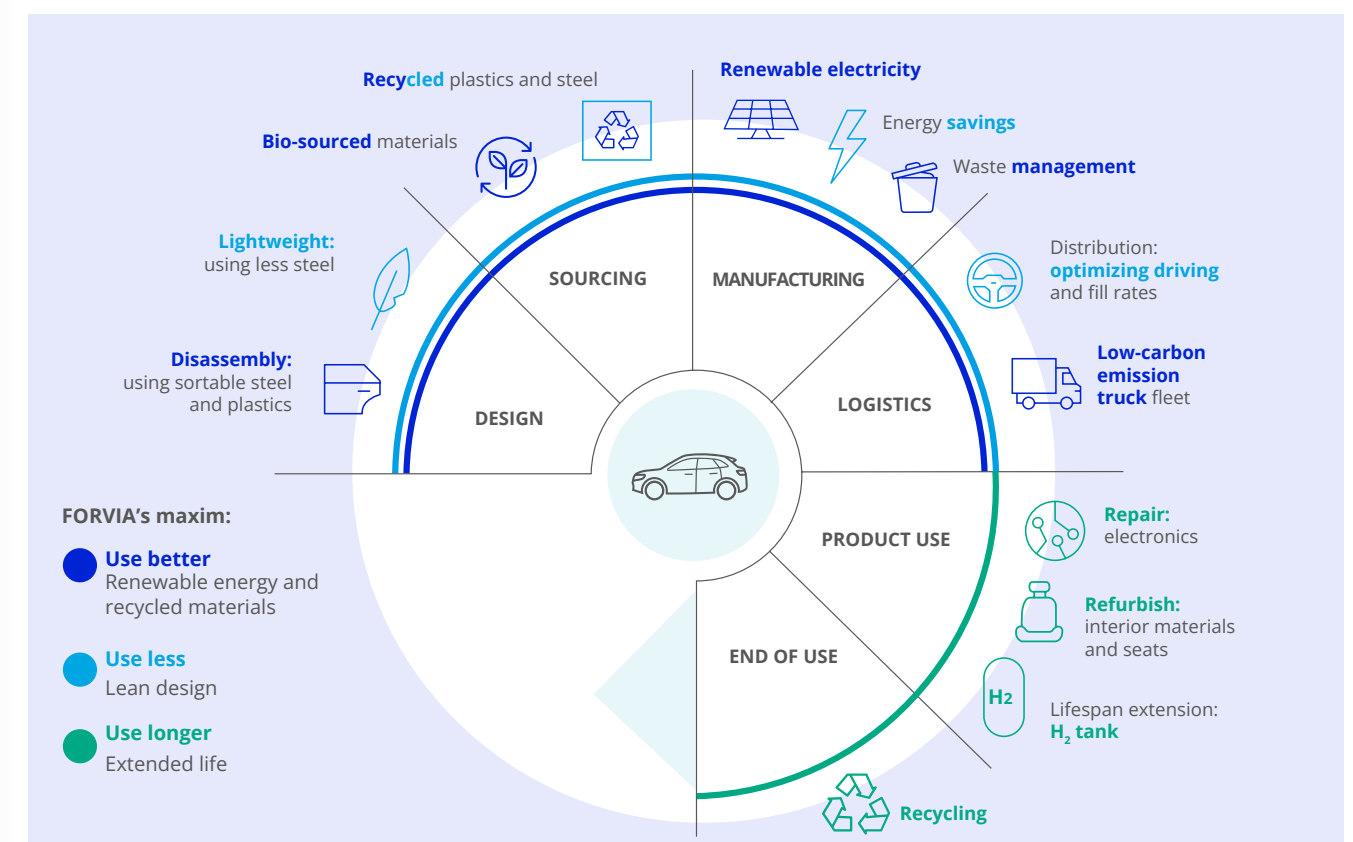 Recycled plastics and steel
Renewable electricity
Bio-sourced materials
Energy savings
Waste management
Lightweight:
using less steel
Distribution:
optimizing driving
and fill rates
SOURCING
MANUFACTURING
Disassembly:
using sortable steel
and plastics
Low-carbon
emission
truck fleet
DESIGN
LOGISTICS
FORVIA’s maxim:
Use better
Renewable energy and
recycled materials
Use less
Lean design
Use longer
Extended life
PRODUCT USE
Repair:
electronics
Refurbish:
interior materials
and seats
END OF USE
H2
Lifespan extension:
H₂ tank
Recycling